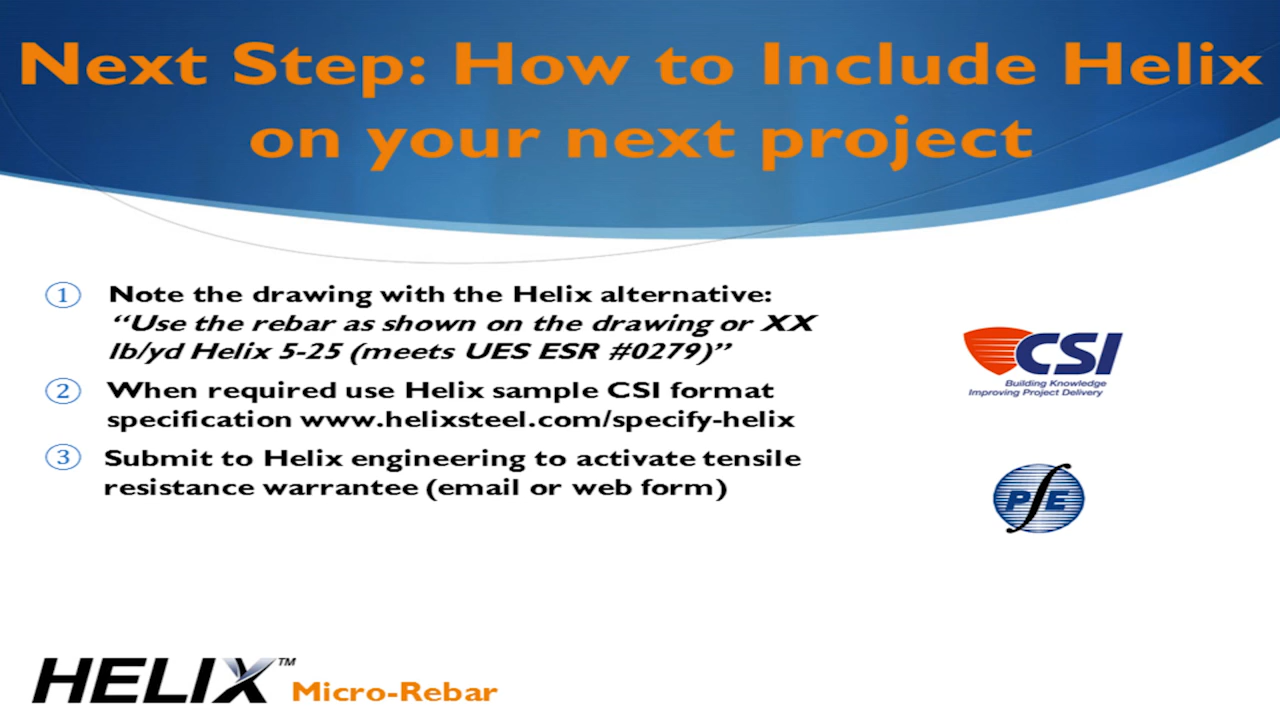 Next Step: How to Include Helix
on your next project
1 Note the drawing with the Helix alternative:
“Use the rebar as shown on the drawing or XX
lb/yd Helix 5-25 (meets UES ESR #0279)”
2 When required use Helix sample CSI format
specification www.helixsteel.com/specify-helix
3 Submit to Helix engineering to activate tensile
resistance warrantee (email or web form)
CSI
Building Knowledge
Improving Project Delivery
PSE
HELIX™
Micro-Rebar